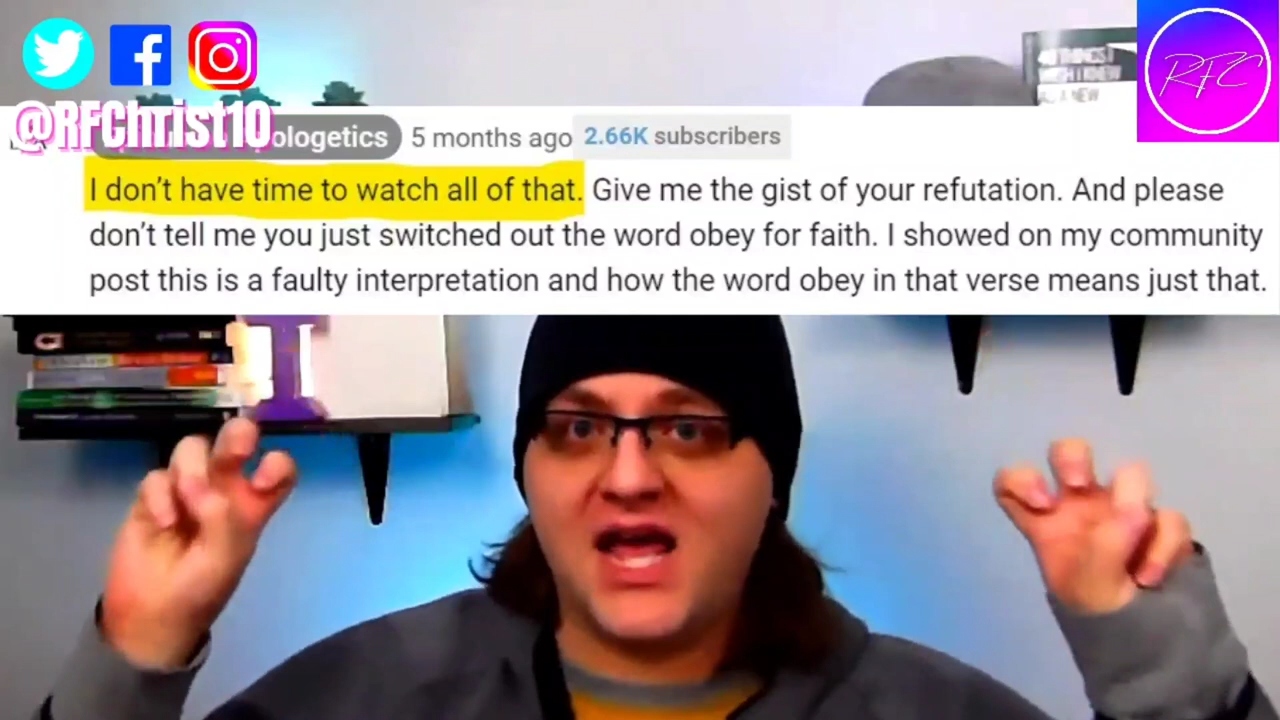 @RFChrist10
RFC
ologetics 5 months ago 2.66K subscribers
I don't have time to watch all of that. Give me the gist of your refutation. And please
don't tell me you just switched out the word obey for faith. I showed on my community
post this is a faulty interpretation and how the word obey in that verse means just that.